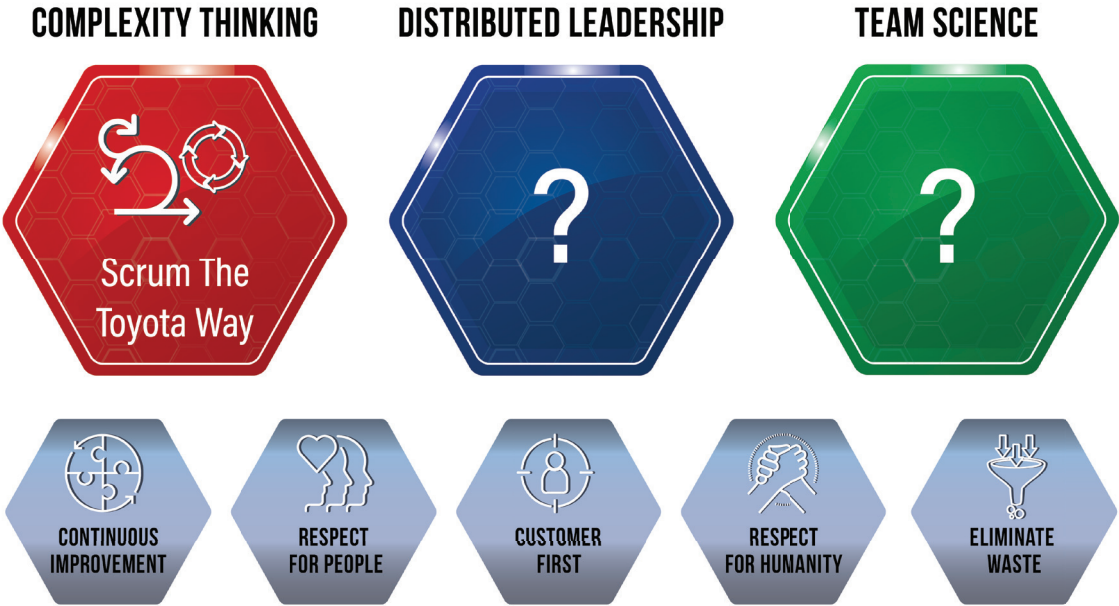 COMPLEXITY THINKING
DISTRIBUTED LEADERSHIP
TEAM SCIENCE
Scrum The
Toyota Way
?
?
CONTINUOUS
IMPROVEMENT
RESPECT
FOR PEOPLE
CUSTOMER
FIRST
RESPECT
FOR HUMANITY
ELIMINATE
WASTE